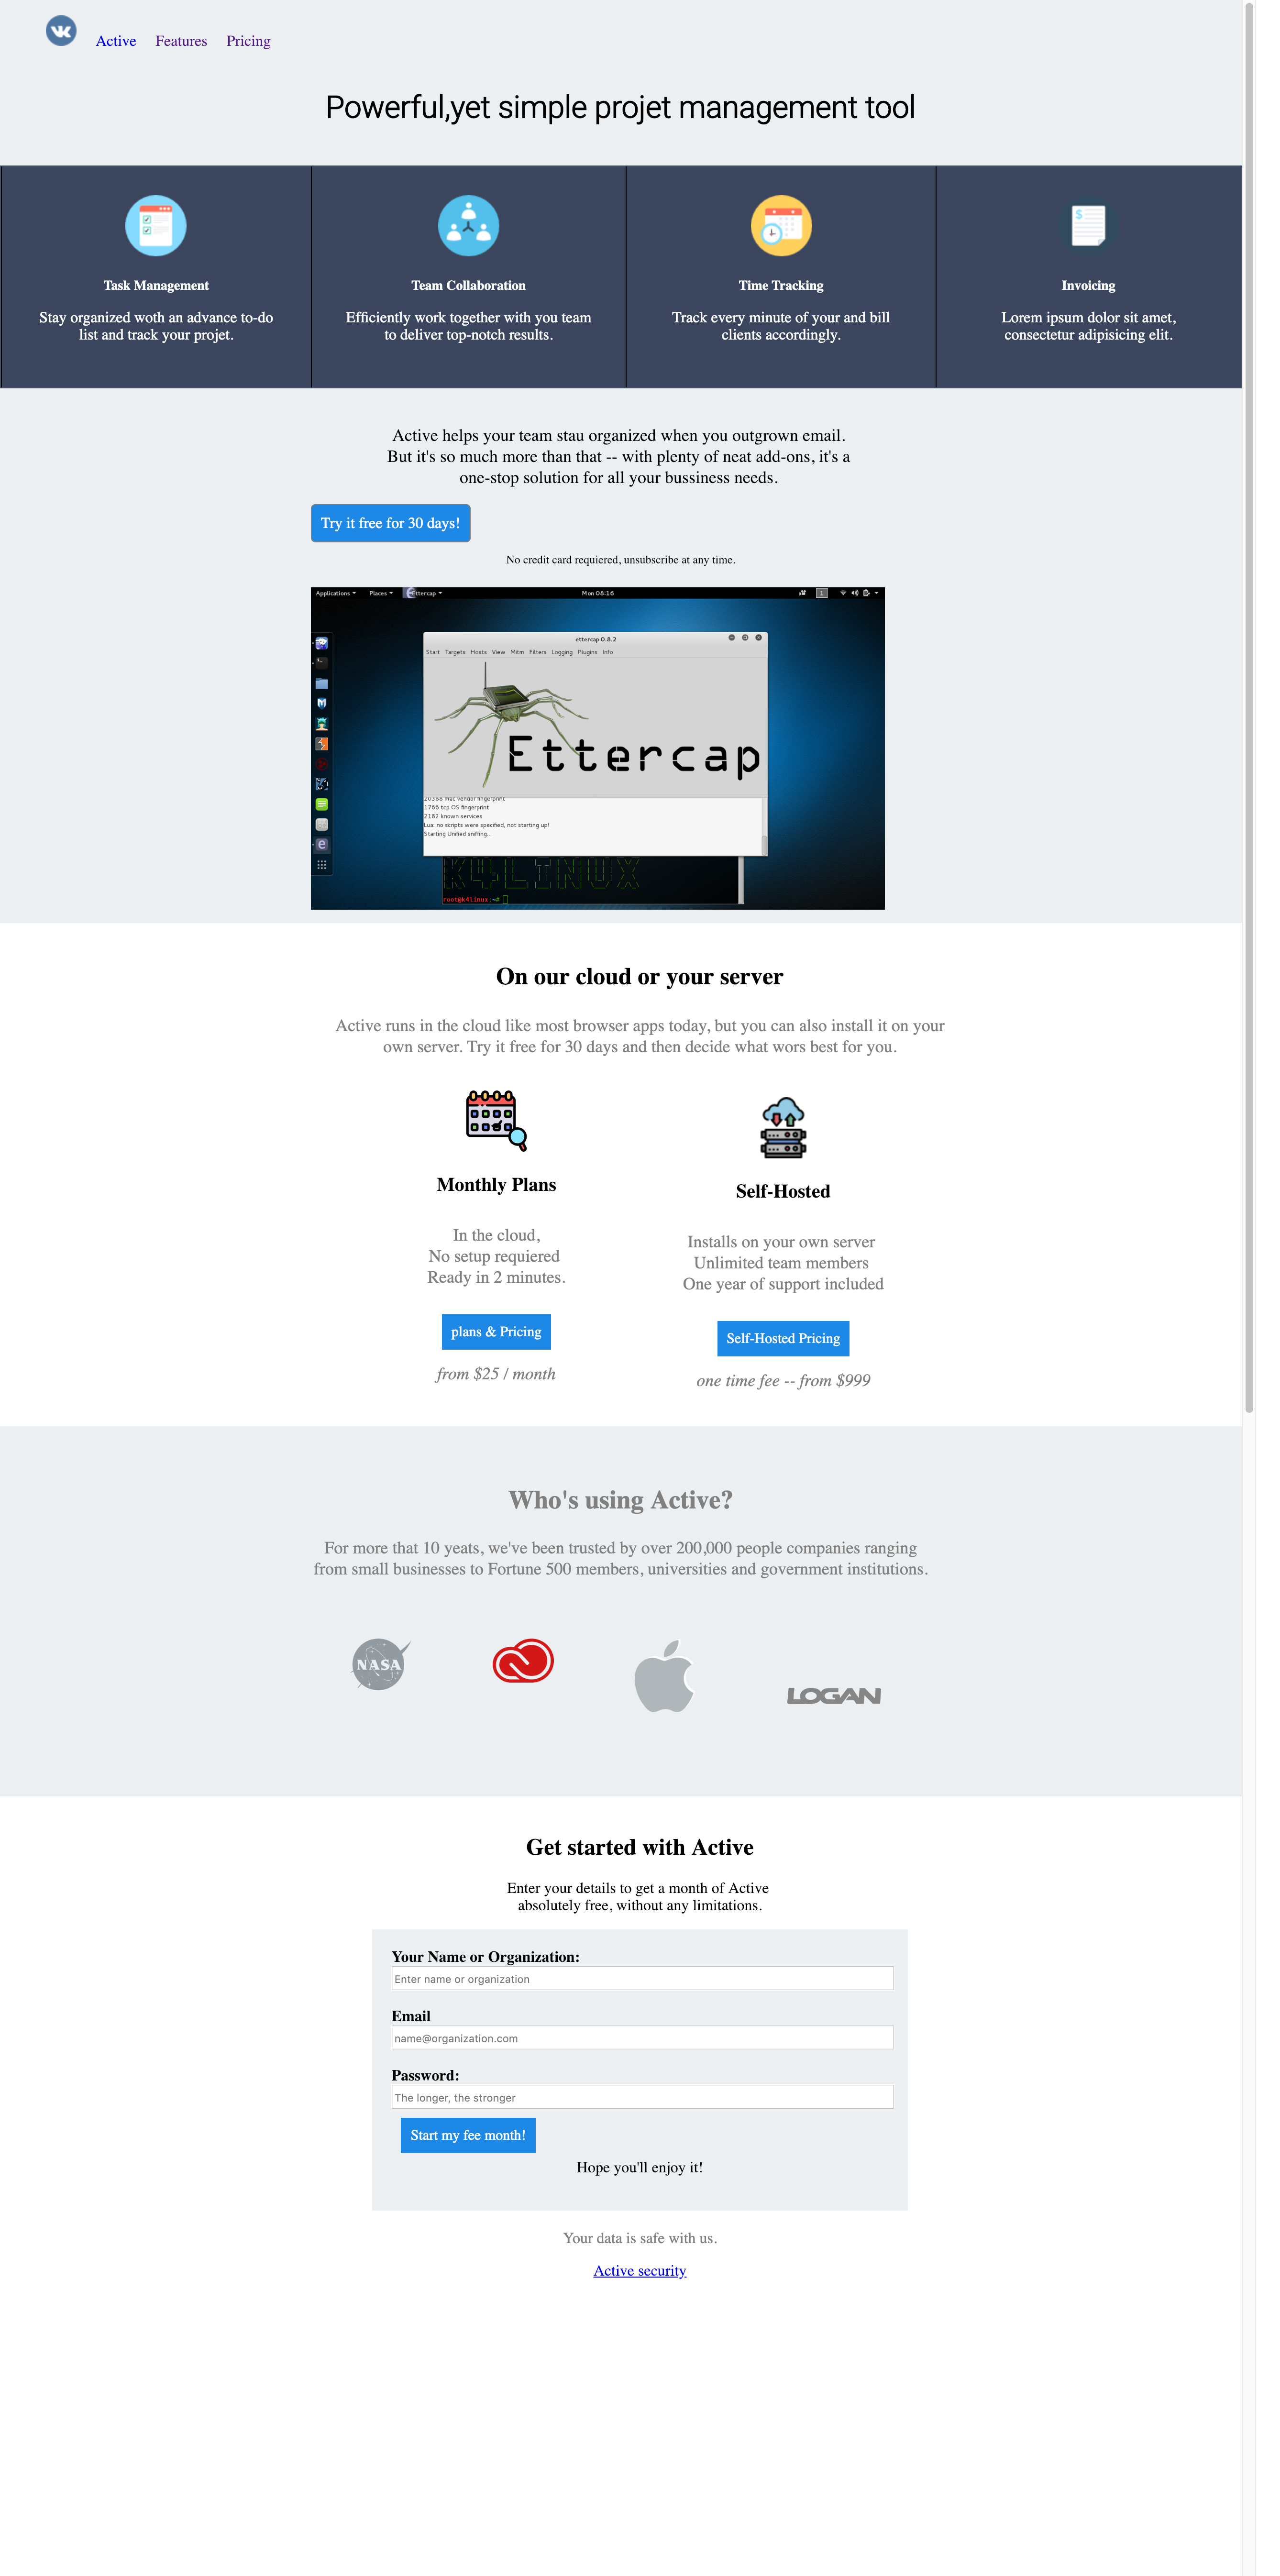 Active Features Pricing
Powerful,yet simple projet management tool
Task Management
Stay organized woth an advance to-do
list and track your projet.
Team Collaboration
Efficiently work together with you team
to deliver top-notch results.
Time Tracking
Track every minute of your and bill
clients accordingly.
$
Invoicing
Lorem ipsum dolor sit amet,
consectetur adipisicing elit.
Active helps your team stau organized when you outgrown email.
But it's so much more than that -- with plenty of neat add-ons, it's a
one-stop solution for all your bussiness needs.
Try it free for 30 days!
No credit card requiered, unsubscribe at any time.
Applications Places Ettercap Mon 08:16 1
ettercap 0.8.2
Start Targets Hosts View Mitm Filters Logging Plugins Info
Ettercap
20388 mac vendor fingerprint
1766 tcp OS fingerprint
2182 known services
Lua: no scripts were specified, not starting up!
Starting Unified sniffing...
K4LINUX
root@k4linux:~#
On our cloud or your server
Active runs in the cloud like most browser apps today, but you can also install it on your
own server. Try it free for 30 days and then decide what wors best for you.
Monthly Plans
In the cloud,
No setup requiered
Ready in 2 minutes.
plans & Pricing
from $25 / month
Self-Hosted
Installs on your own server
Unlimited team members
One year of support included
Self-Hosted Pricing
one time fee -- from $999
Who's using Active?
For more that 10 yeats, we've been trusted by over 200,000 people companies ranging
from small businesses to Fortune 500 members, universities and government institutions.
NASA
LOGAN
Get started with Active
Enter your details to get a month of Active
absolutely free, without any limitations.
Your Name or Organization:
Enter name or organization
Email
name@organization.com
Password:
The longer, the stronger
Start my fee month!
Hope you'll enjoy it!
Your data is safe with us.
Active security